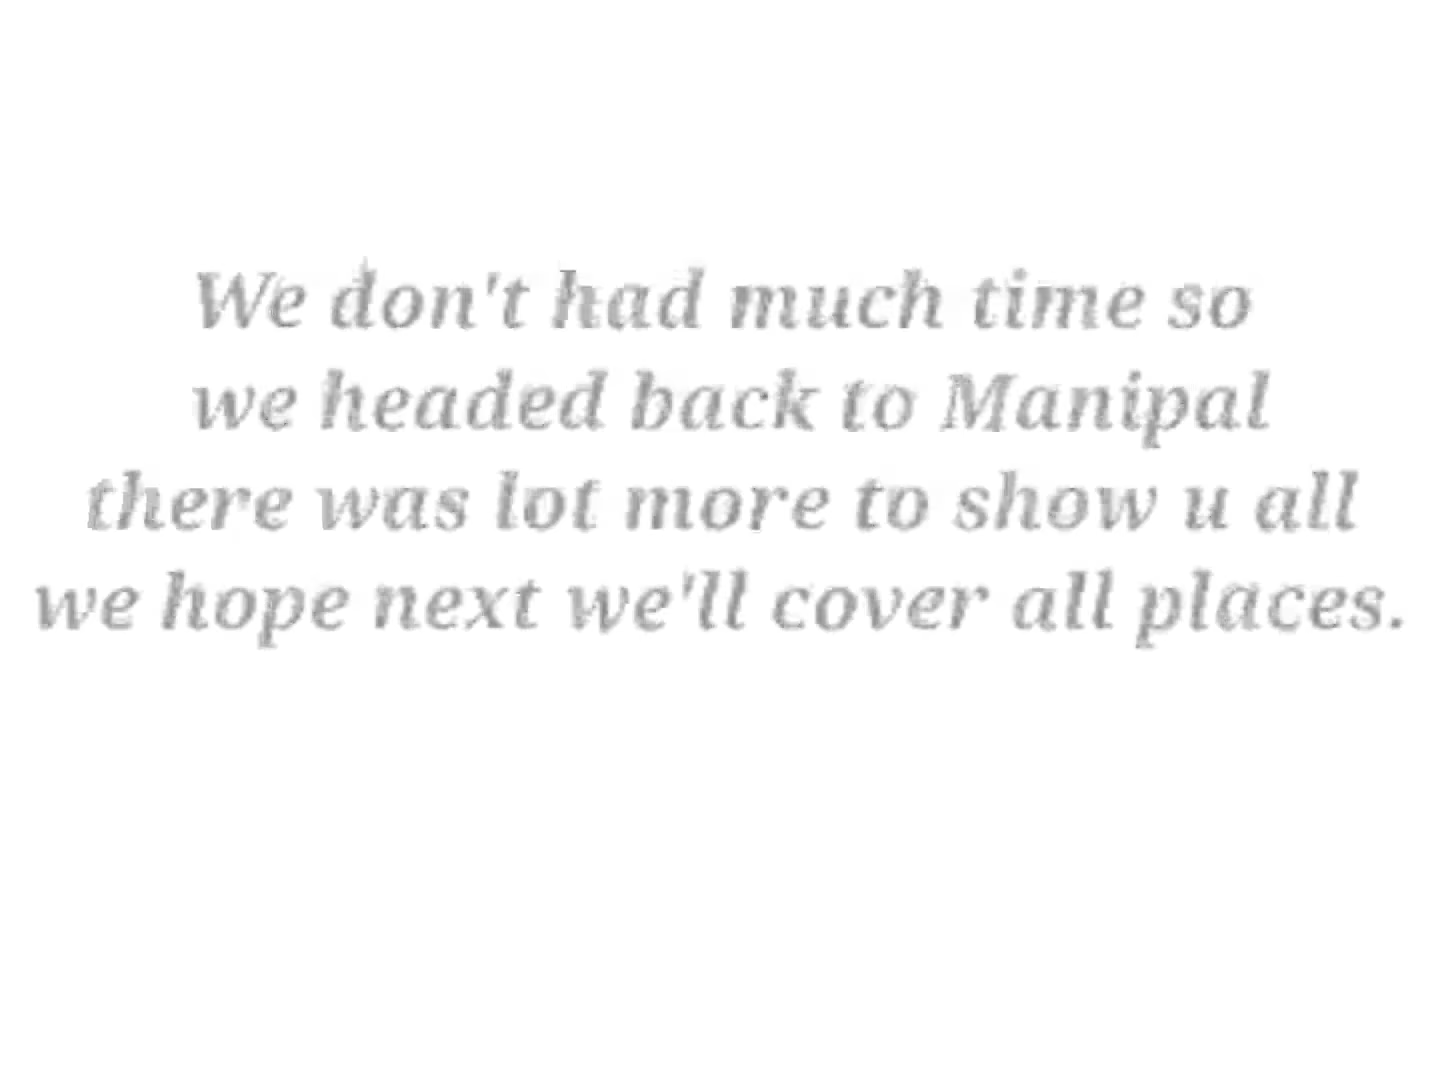 We don't had much time so
we headed back to Manipal
there was lot more to show u all
we hope next we'll cover all places.